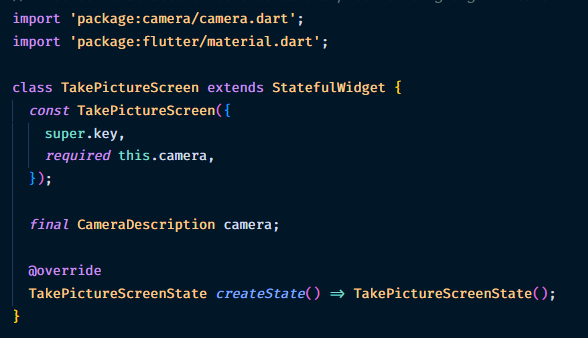 import 'package:camera/camera.dart';
import 'package:flutter/material.dart';
class TakePictureScreen extends StatefulWidget {
const TakePictureScreen({
super.key,
required this.camera,
});
final CameraDescription camera;
@override
TakePictureScreenState createState() => TakePictureScreenState();
}